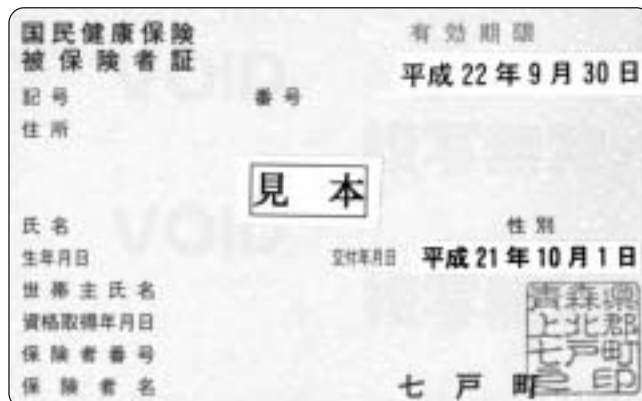 国民健康保険 有効期限
被保険者証 平成22年9月30日
記号 番号
住所
見本
氏名 性別
生年月日 交付年月日 平成21年10月1日
世帯主氏名
資格取得年月日
保険者番号
保険者名 七戸町
青森県
上北郡
七戸町
之印